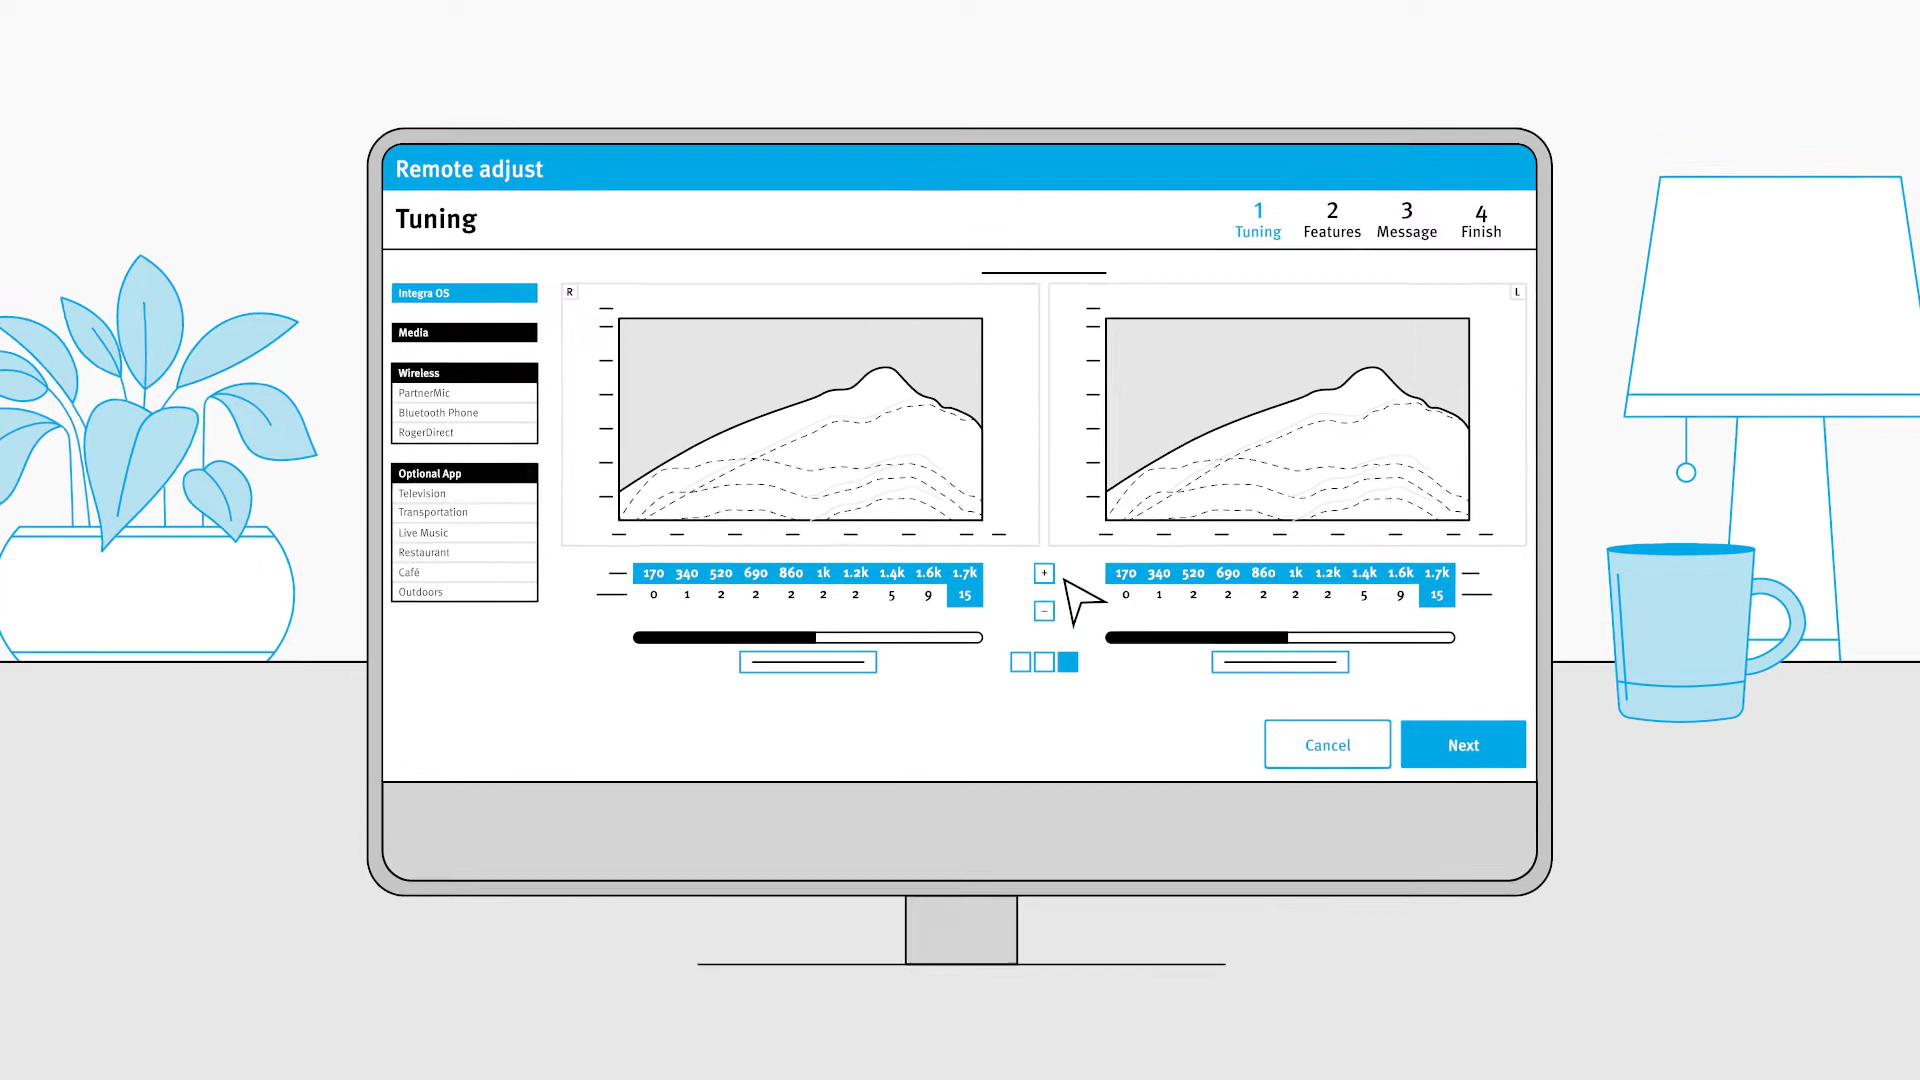 Remote adjust
Tuning
1 2 3 4
Tuning Features Message Finish
Integra OS
Media
Wireless
PartnerMic
Bluetooth Phone
RogerDirect
Optional App
Television
Transportation
Live Music
Restaurant
Café
Outdoors
R
L
170 340 520 690 860 1k 1.2k 1.4k 1.6k 1.7k
0 1 2 2 2 2 2 5 9 15
+
−
170 340 520 690 860 1k 1.2k 1.4k 1.6k 1.7k
0 1 2 2 2 2 2 5 9 15
Cancel Next